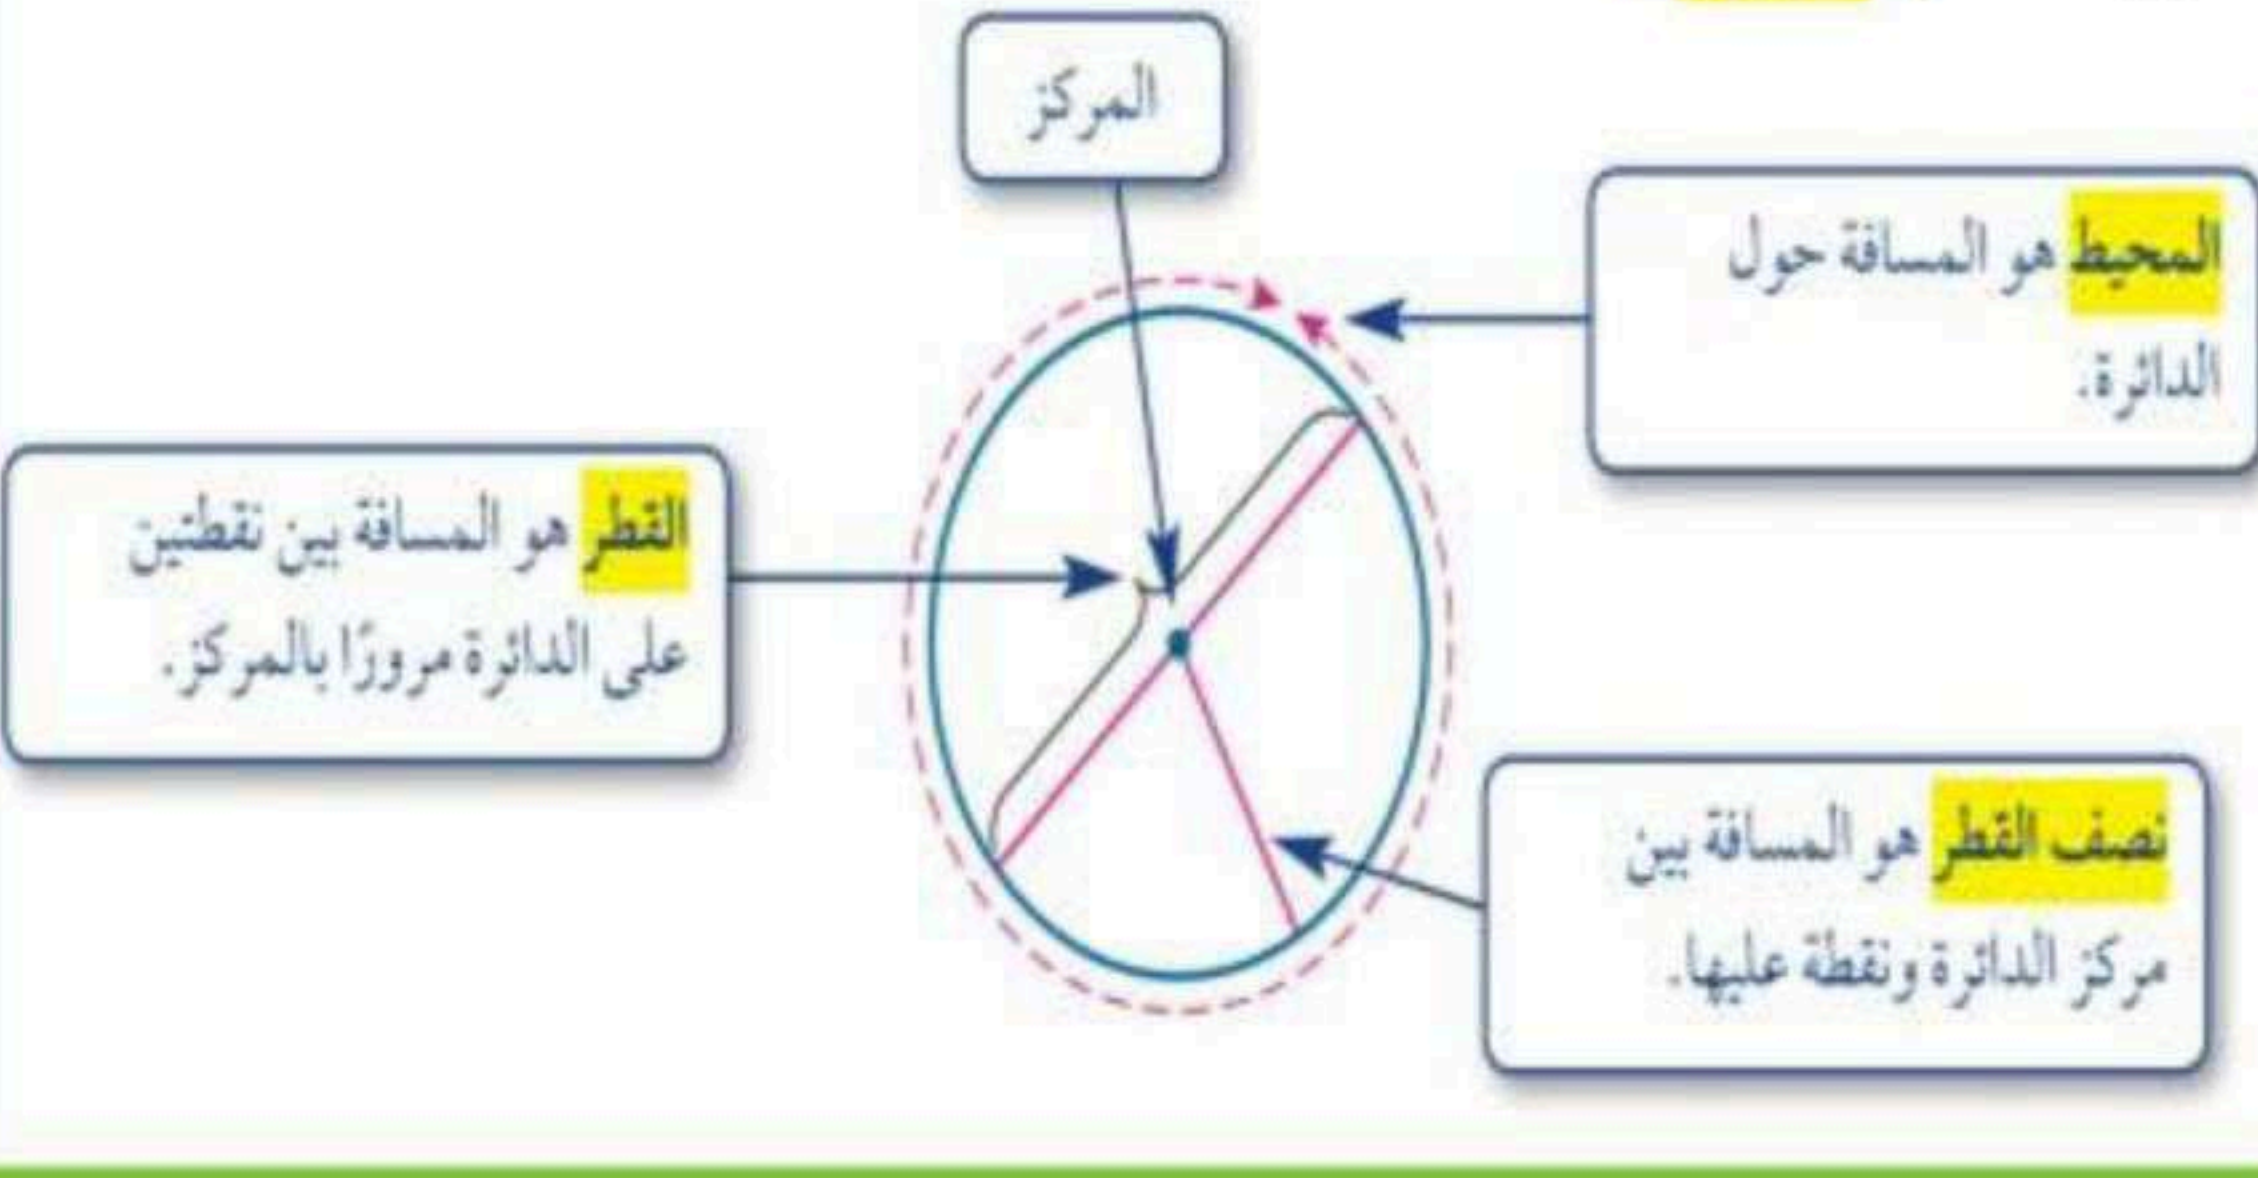 المركز
المحيط هو المسافة حول
الدائرة.
القطر هو المسافة بين نقطتين
على الدائرة مرورًا بالمركز.
نصف القطر هو المسافة بين
مركز الدائرة ونقطة عليها.